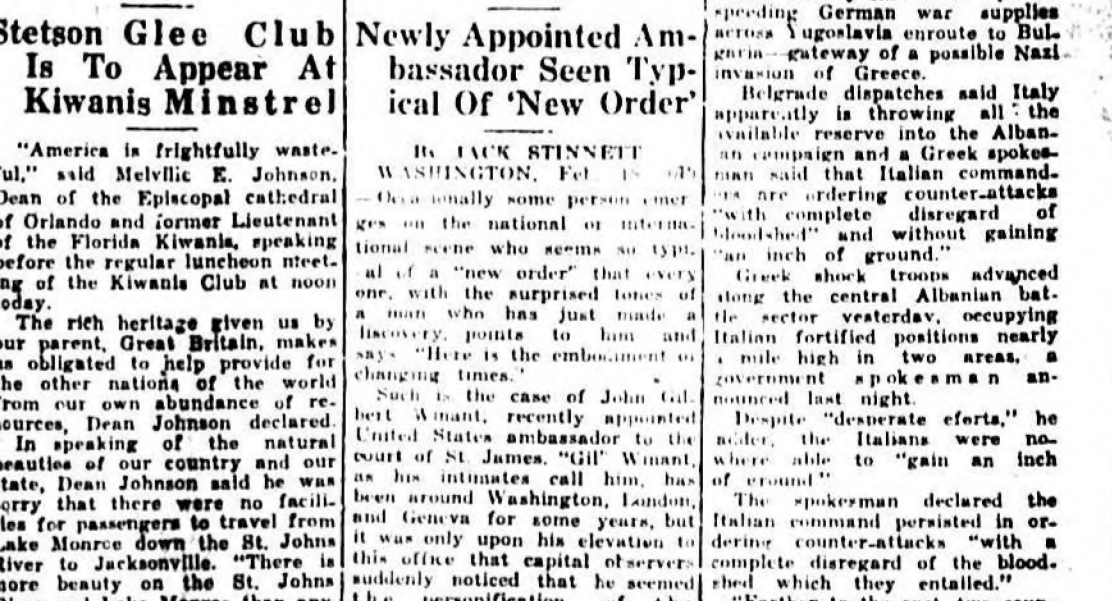 Stetson Glee Club
Is To Appear At
Kiwanis Minstrel
"America is frightfully waste-
ful," said Melvllic E. Johnson,
Dean of the Episcopal cathedral
of Orlando and former Lieutenant
of the Florida Kiwania, speaking
before the regular luncheon meet-
ng of the Kiwanis Club at noon
today.
The rich heritage given us by
our parent, Great Britain, makes
us obligated to help provide for
the other nations of the world
from our own abundance of re-
ources, Dean Johnson declared.
In speaking of the natural
beauties of our country and our
tate, Dean Johnson said he was
orry that there were no facili-
ies for passengers to travel from
Lake Monroe down the St. Johns
River to Jacksonville. "There is
more beauty on the St. Johns
Newly Appointed Am-
bassador Seen Typ-
ical Of 'New Order'
By JACK STINNETT
WASHINGTON, Feb. 18
—Occasionally some person emer
ges on the national or interna-
tional scene who seems so typi-
al of a "new order" that every
one, with the surprised tones of
a man who has just made a
discovery, points to him and
says "Here is the embodiment of
changing times."
Such is the case of John Gil-
bert Winant, recently appointed
United States ambassador to the
court of St. James. "Gil" Winant,
as his intimates call him, has
been around Washington, London,
and Geneva for some years, but
it was only upon his elevation to
this office that capital observers
suddenly noticed that he seemed
the personification of the
speeding German war supplies
across Yugoslavia enroute to Bul-
garia—gateway of a possible Nazi
invasion of Greece.
Belgrade dispatches said Italy
apparently is throwing all the
available reserve into the Alban-
an campaign and a Greek spokes-
man said that Italian command-
ers are ordering counter-attacks
"with complete disregard of
bloodshed" and without gaining
"an inch of ground."
Greek shock troops advanced
along the central Albanian bat-
tle sector yesterday, occupying
Italian fortified positions nearly
a mile high in two areas, a
government spokesman an-
nounced last night.
Despite "desperate eforts," he
adder, the Italians were no-
where able to "gain an inch
of ground"
The spokesman declared the
Italian command persisted in or-
dering counter-attacks "with a
complete disregard of the blood-
shed which they entailed."